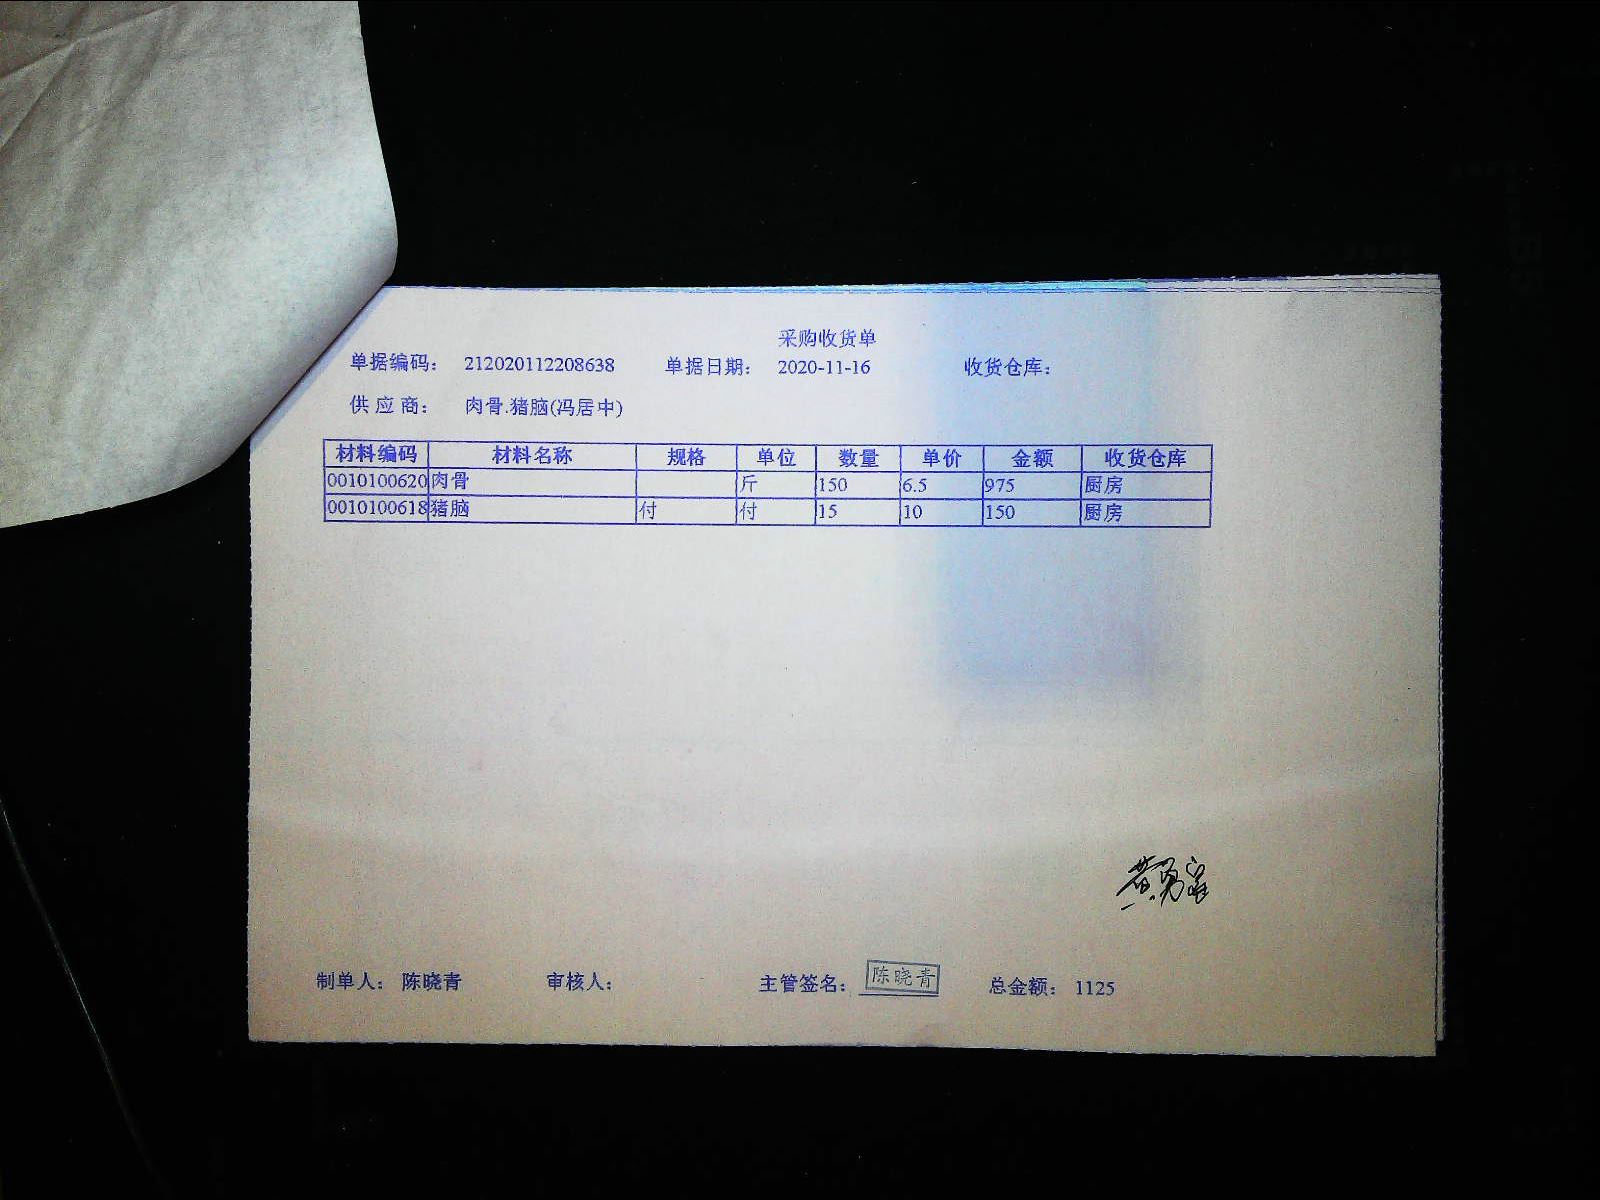 采购收货单
单据编码： 212020112208638 单据日期： 2020-11-16 收货仓库：
供 应 商： 肉骨.猪脑(冯居中)
材料编码 材料名称 规格 单位 数量 单价 金额 收货仓库
0010100620 肉骨 斤 150 6.5 975 厨房
0010100618 猪脑 付 付 15 10 150 厨房
制单人： 陈晓青 审核人： 主管签名： 陈晓青 总金额： 1125